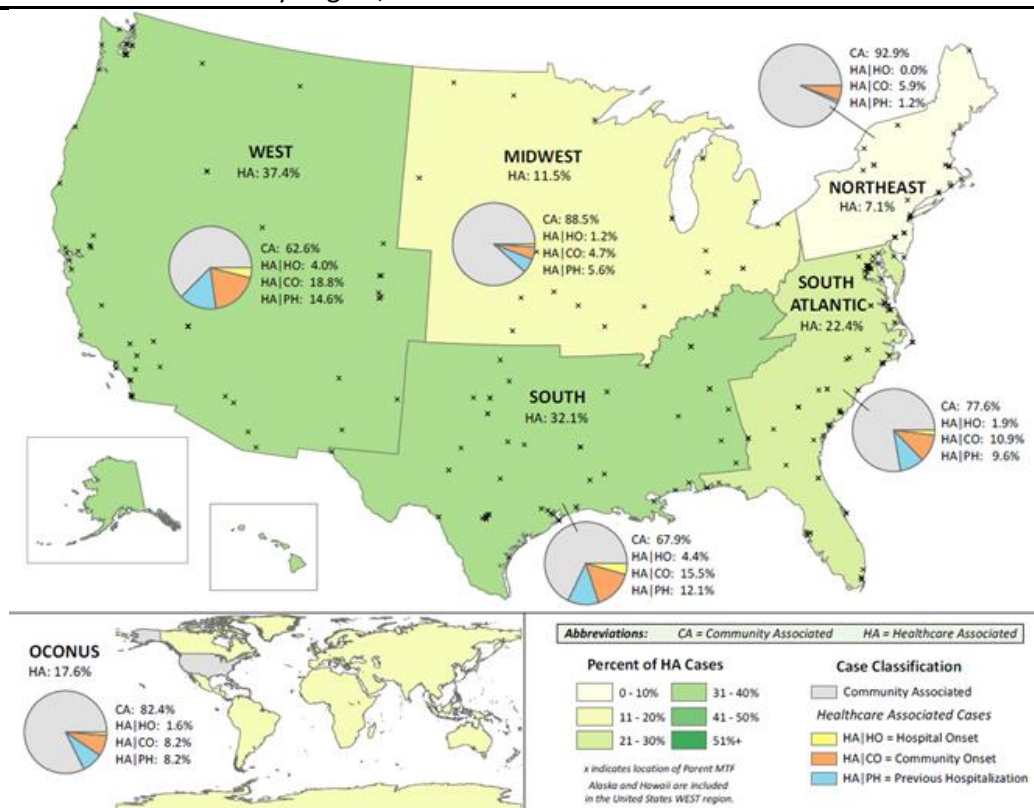 WEST
HA: 37.4%
CA: 62.6%
HA|HO: 4.0%
HA|CO: 18.8%
HA|PH: 14.6%
MIDWEST
HA: 11.5%
CA: 88.5%
HA|HO: 1.2%
HA|CO: 4.7%
HA|PH: 5.6%
CA: 92.9%
HA|HO: 0.0%
HA|CO: 5.9%
HA|PH: 1.2%
NORTHEAST
HA: 7.1%
SOUTH
ATLANTIC
HA: 22.4%
CA: 77.6%
HA|HO: 1.9%
HA|CO: 10.9%
HA|PH: 9.6%
SOUTH
HA: 32.1%
CA: 67.9%
HA|HO: 4.4%
HA|CO: 15.5%
HA|PH: 12.1%
OCONUS
HA: 17.6%
CA: 82.4%
HA|HO: 1.6%
HA|CO: 8.2%
HA|PH: 8.2%
Abbreviations: CA = Community Associated HA = Healthcare Associated
Percent of HA Cases
0 - 10%
11 - 20%
21 - 30%
31 - 40%
41 - 50%
51%+
x indicates location of Parent MTF
Alaska and Hawaii are included
in the United States WEST region.
Case Classification
Community Associated
Healthcare Associated Cases
HA|HO = Hospital Onset
HA|CO = Community Onset
HA|PH = Previous Hospitalization